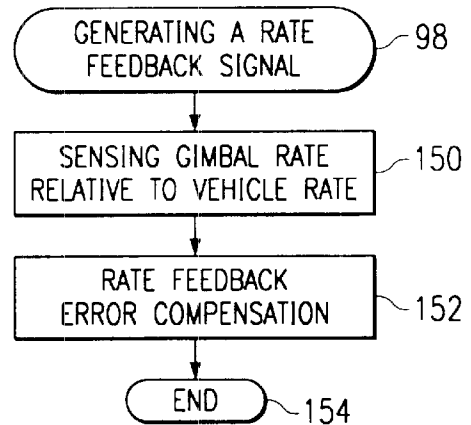 GENERATING A RATE
FEEDBACK SIGNAL
98
SENSING GIMBAL RATE
RELATIVE TO VEHICLE RATE
150
RATE FEEDBACK
ERROR COMPENSATION
152
END
154